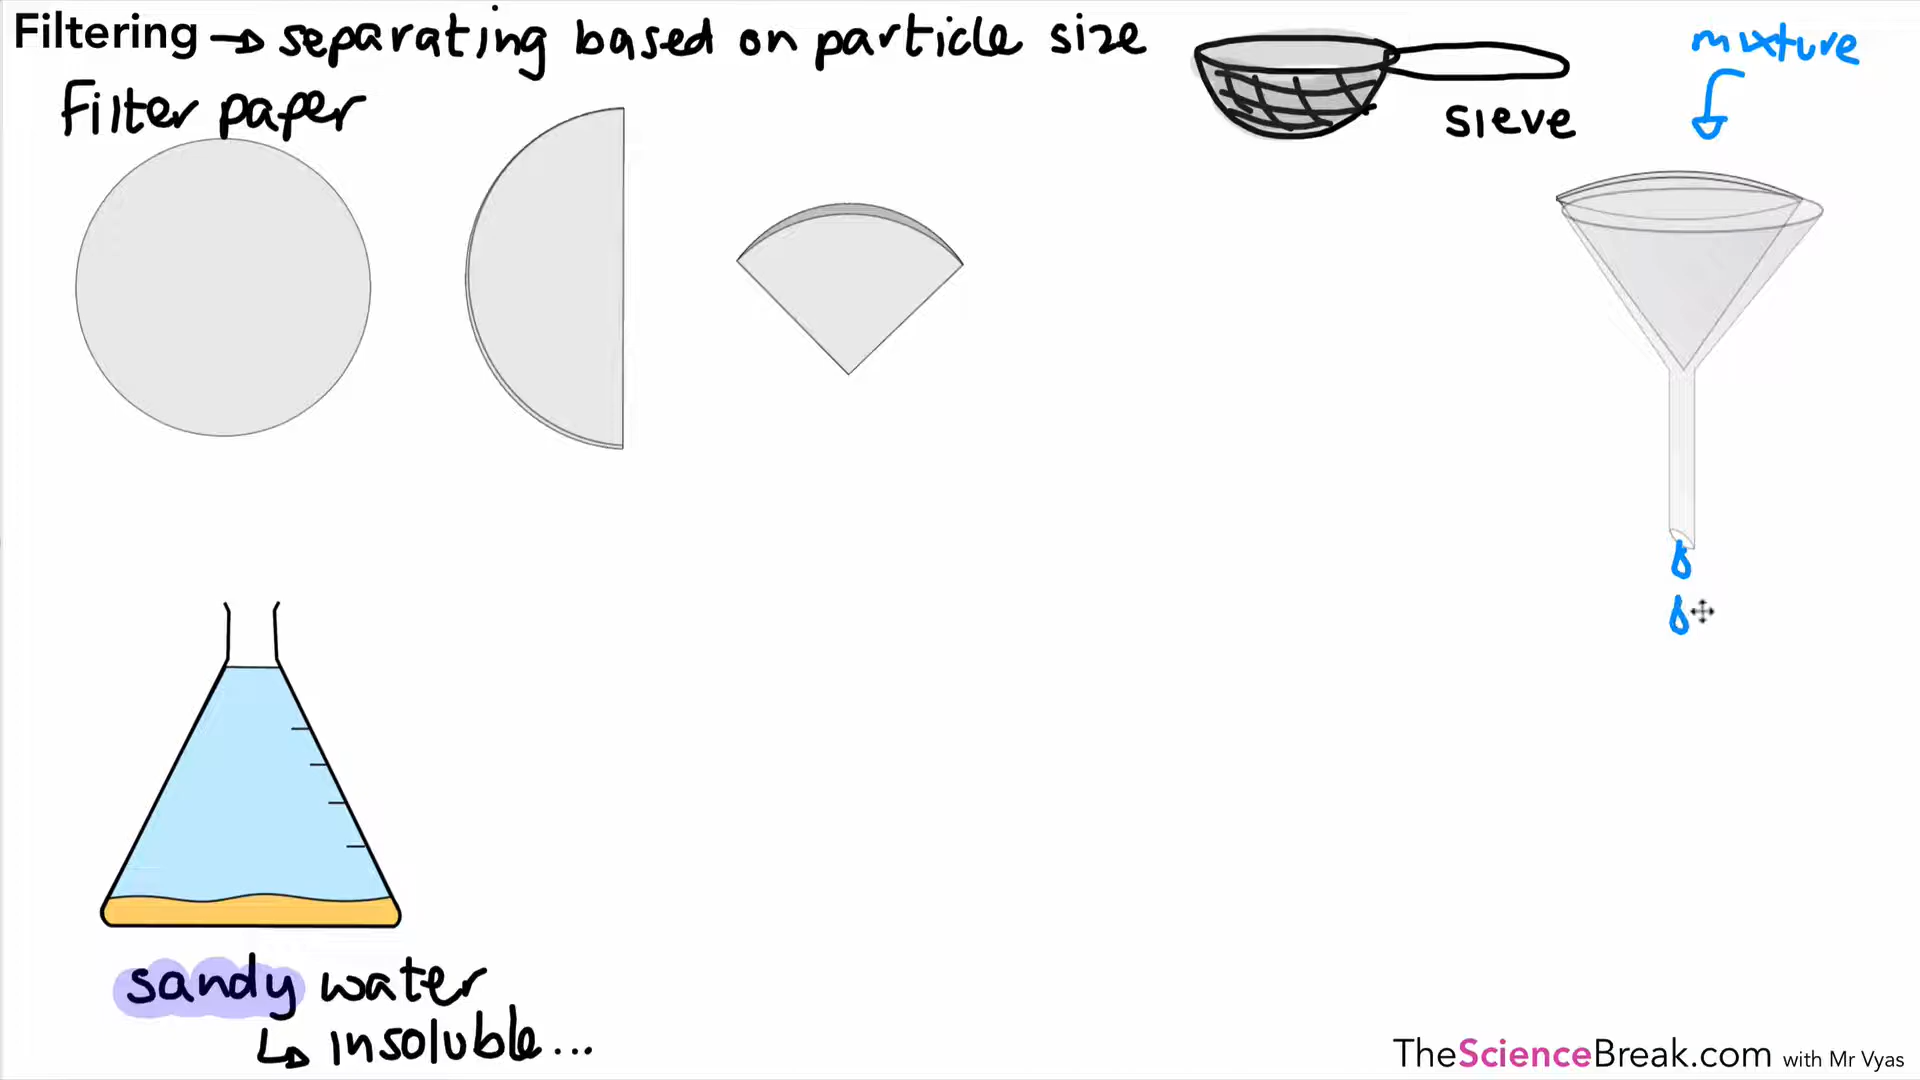 Filtering → separating based on particle size
Filter paper
sieve
mixture
sandy water
↳ insoluble...
TheScienceBreak.com with Mr Vyas